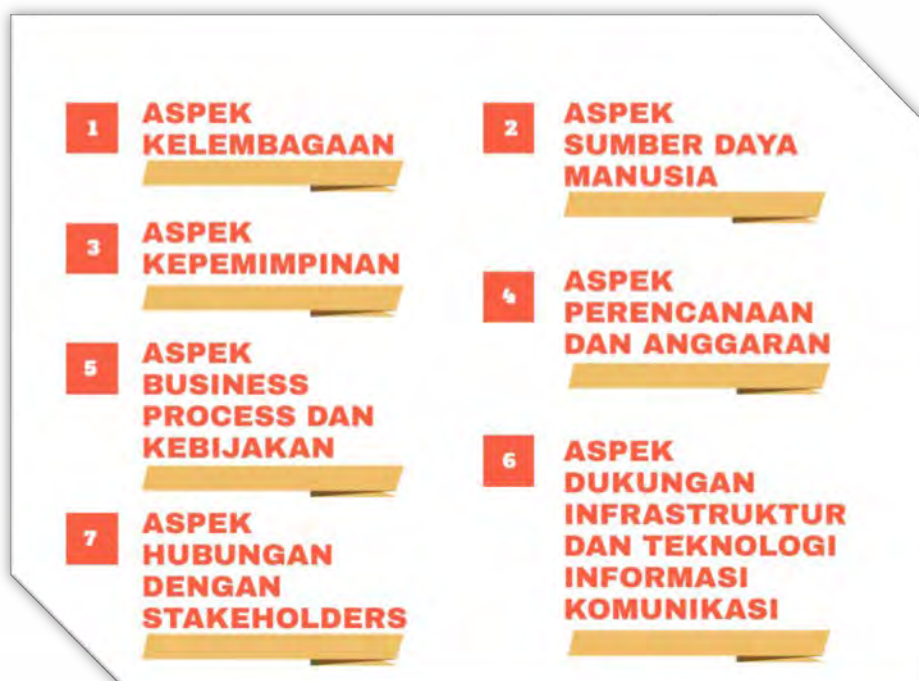 1
ASPEK
KELEMBAGAAN
2
ASPEK
SUMBER DAYA
MANUSIA
3
ASPEK
KEPEMIMPINAN
4
ASPEK
PERENCANAAN
DAN ANGGARAN
5
ASPEK
BUSINESS
PROCESS DAN
KEBIJAKAN
6
ASPEK
DUKUNGAN
INFRASTRUKTUR
DAN TEKNOLOGI
INFORMASI
KOMUNIKASI
7
ASPEK
HUBUNGAN
DENGAN
STAKEHOLDERS